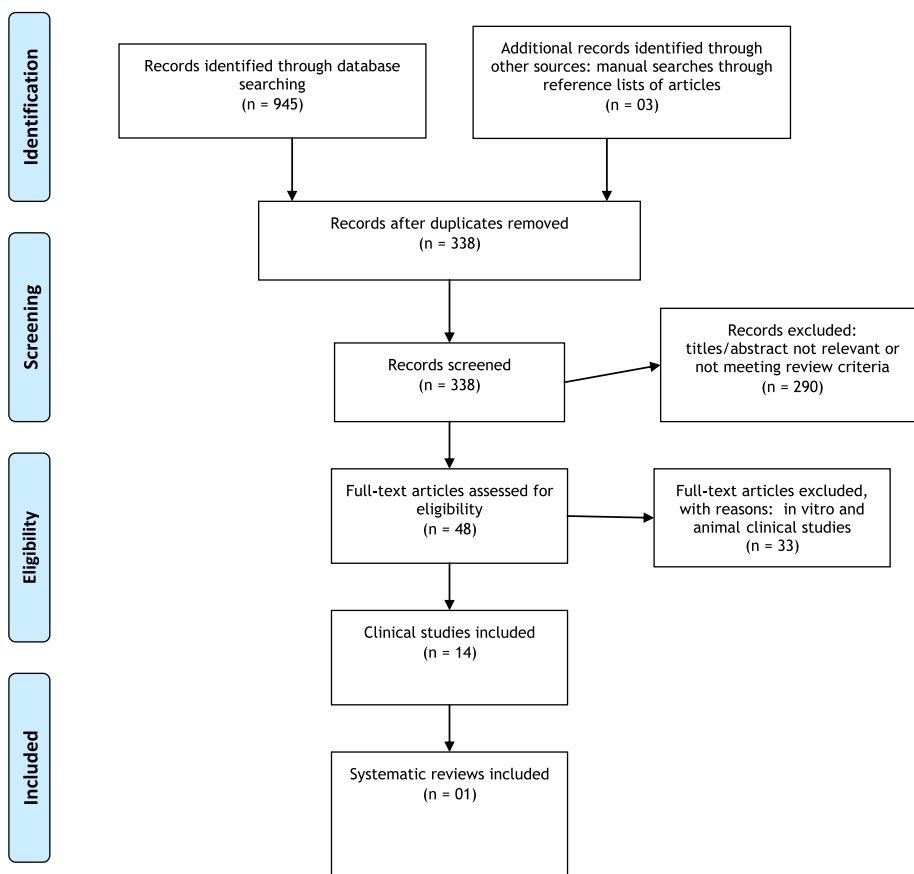 Identification
Records identified through database
searching
(n = 945)
Additional records identified through
other sources: manual searches through
reference lists of articles
(n = 03)
Records after duplicates removed
(n = 338)
Screening
Records screened
(n = 338)
Records excluded:
titles/abstract not relevant or
not meeting review criteria
(n = 290)
Eligibility
Full-text articles assessed for
eligibility
(n = 48)
Full-text articles excluded,
with reasons: in vitro and
animal clinical studies
(n = 33)
Clinical studies included
(n = 14)
Included
Systematic reviews included
(n = 01)